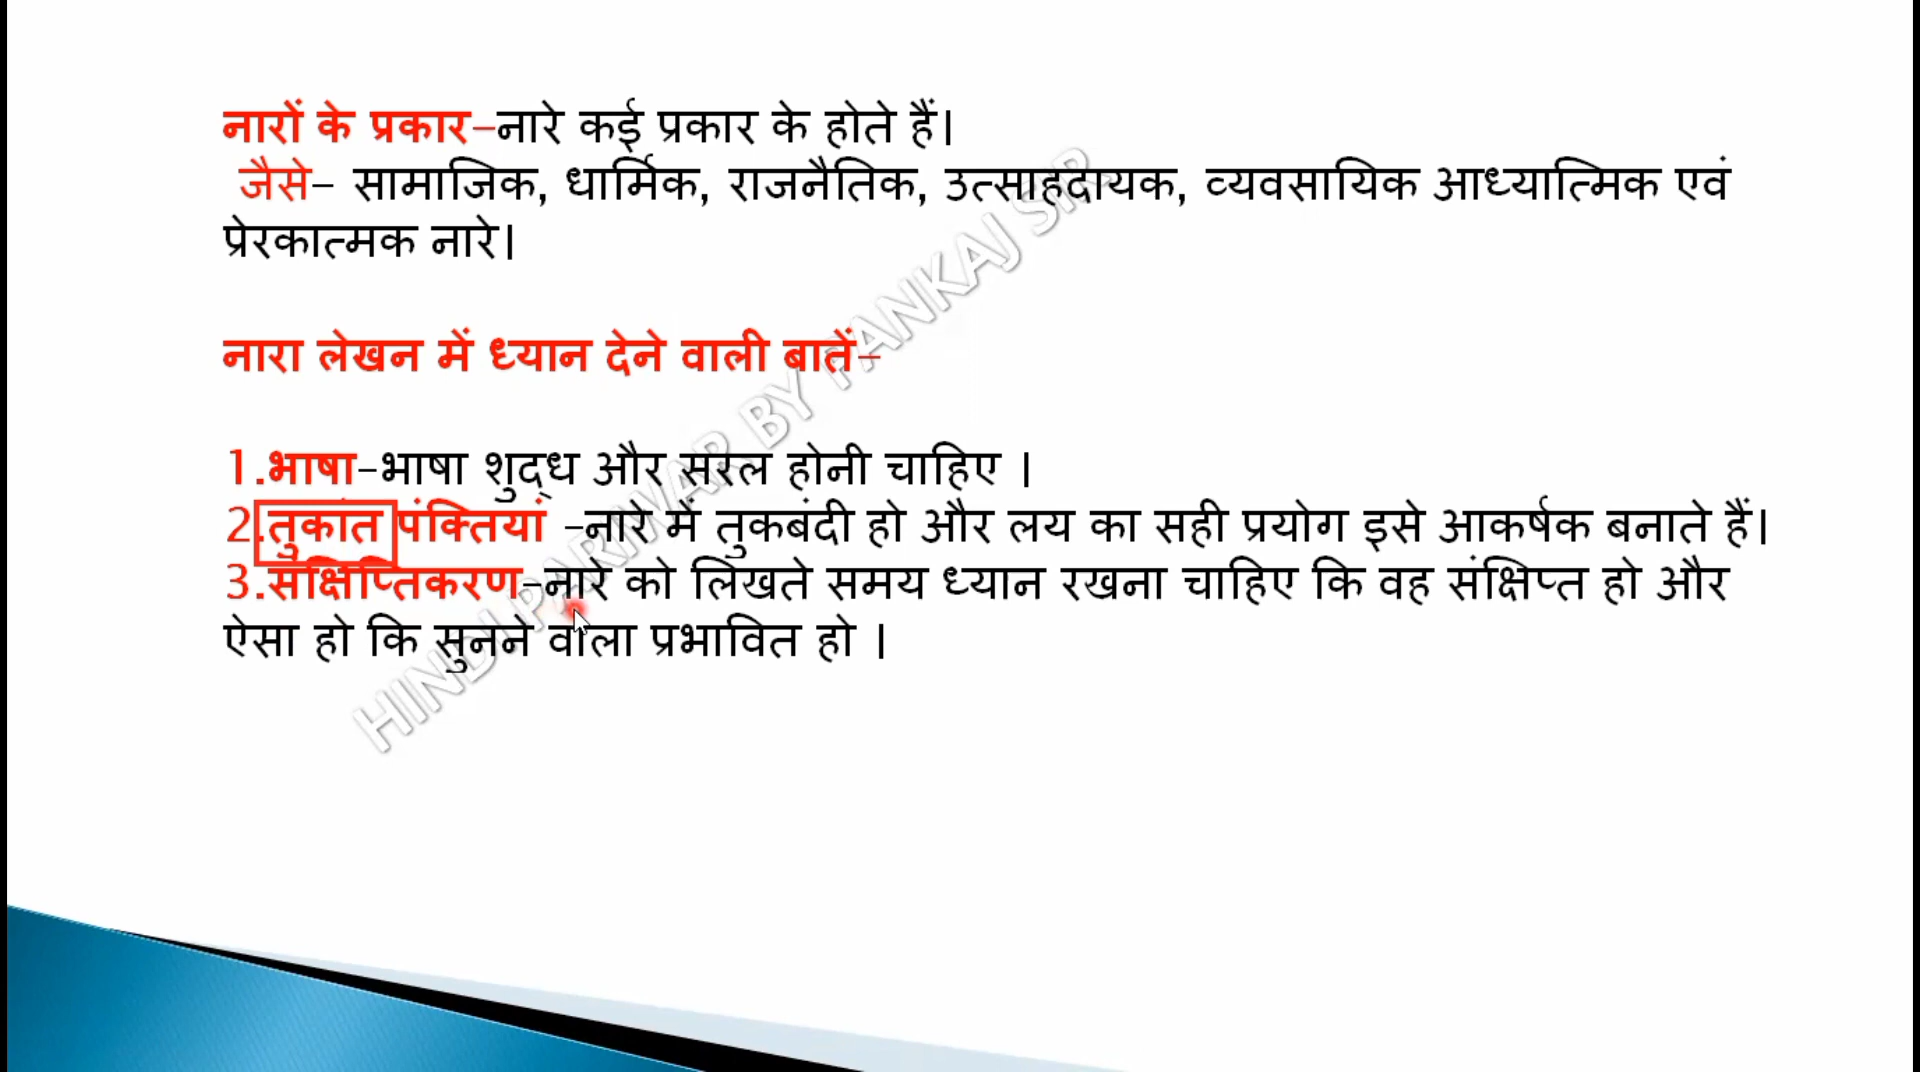 नारों के प्रकार–नारे कई प्रकार के होते हैं।
जैसे– सामाजिक, धार्मिक, राजनैतिक, उत्साहदायक, व्यवसायिक आध्यात्मिक एवं
प्रेरकात्मक नारे।
नारा लेखन में ध्यान देने वाली बातें–
1.भाषा–भाषा शुद्ध और सरल होनी चाहिए ।
2.तुकांत पंक्तियां –नारे में तुकबंदी हो और लय का सही प्रयोग इसे आकर्षक बनाते हैं।
3.संक्षिप्तिकरण–नारे को लिखते समय ध्यान रखना चाहिए कि वह संक्षिप्त हो और
ऐसा हो कि सुनने वाला प्रभावित हो ।
HINDI PARIWAR BY PANKAJ SIR